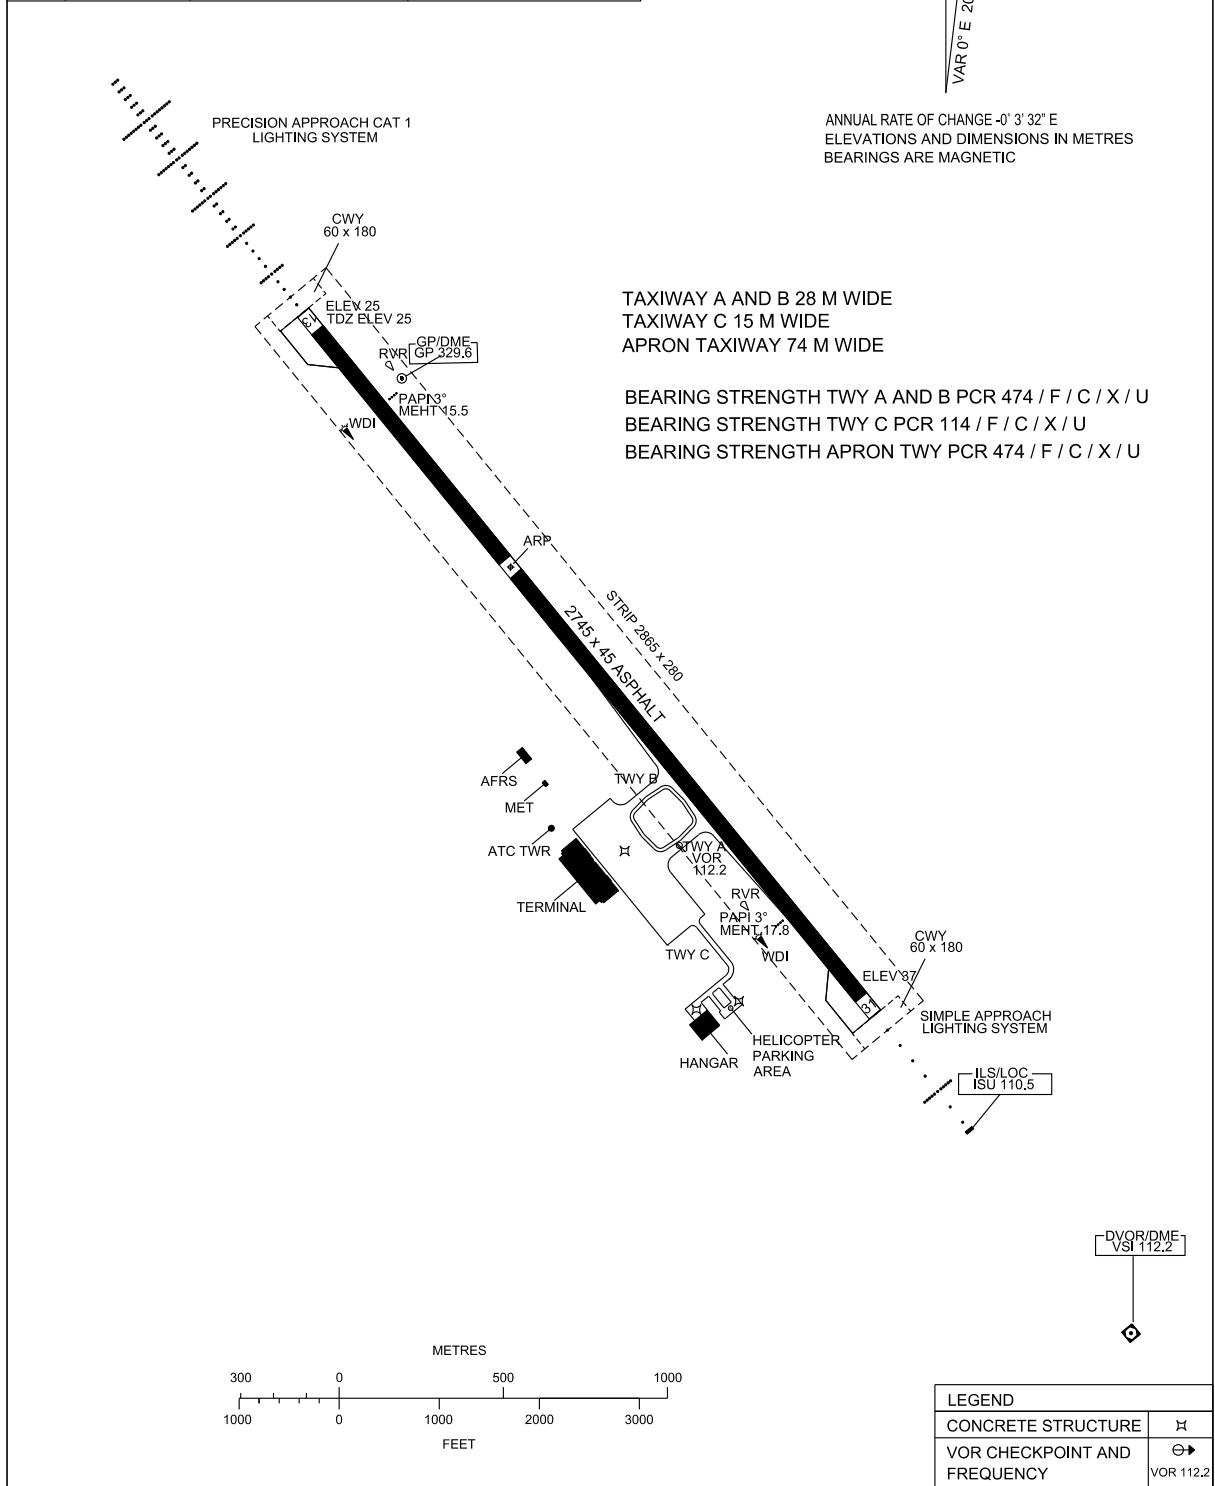 VAR 0° E 20
PRECISION APPROACH CAT 1
LIGHTING SYSTEM
ANNUAL RATE OF CHANGE -0° 3' 32" E
ELEVATIONS AND DIMENSIONS IN METRES
BEARINGS ARE MAGNETIC
CWY
60 x 180
TAXIWAY A AND B 28 M WIDE
TAXIWAY C 15 M WIDE
APRON TAXIWAY 74 M WIDE
ELEV 25
TDZ ELEV 25
13
GP/DME
GP 329.6
RVR
PAPI 3°
MEHT 15.5
WDI
BEARING STRENGTH TWY A AND B PCR 474 / F / C / X / U
BEARING STRENGTH TWY C PCR 114 / F / C / X / U
BEARING STRENGTH APRON TWY PCR 474 / F / C / X / U
ARP
STRIP 2865 x 280
2745 x 45 ASPHALT
AFRS
MET
ATC TWR
TERMINAL
TWY B
TWY A
VOR
112.2
RVR
PAPI 3°
MEHT 17.8
WDI
TWY C
CWY
60 x 180
ELEV 37
31
SIMPLE APPROACH
LIGHTING SYSTEM
HANGAR
HELICOPTER
PARKING
AREA
ILS/LOC
ISU 110.5
DVOR/DME
VSI 112.2
METRES
300 0 500 1000
1000 0 1000 2000 3000
FEET
LEGEND
CONCRETE STRUCTURE
VOR CHECKPOINT AND
FREQUENCY
VOR 112.2